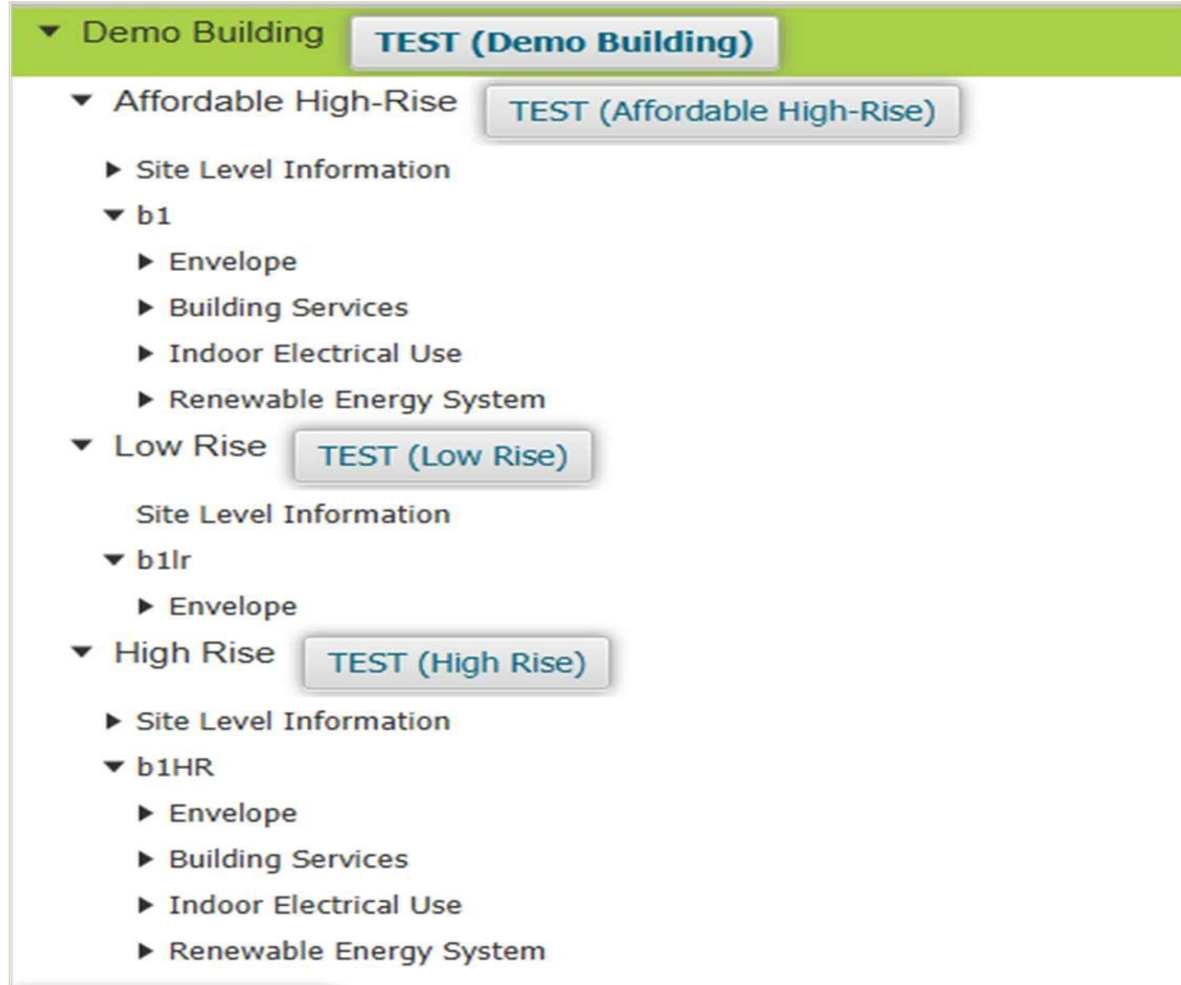 Demo Building TEST (Demo Building)
Affordable High-Rise TEST (Affordable High-Rise)
Site Level Information
b1
Envelope
Building Services
Indoor Electrical Use
Renewable Energy System
Low Rise TEST (Low Rise)
Site Level Information
b1lr
Envelope
High Rise TEST (High Rise)
Site Level Information
b1HR
Envelope
Building Services
Indoor Electrical Use
Renewable Energy System